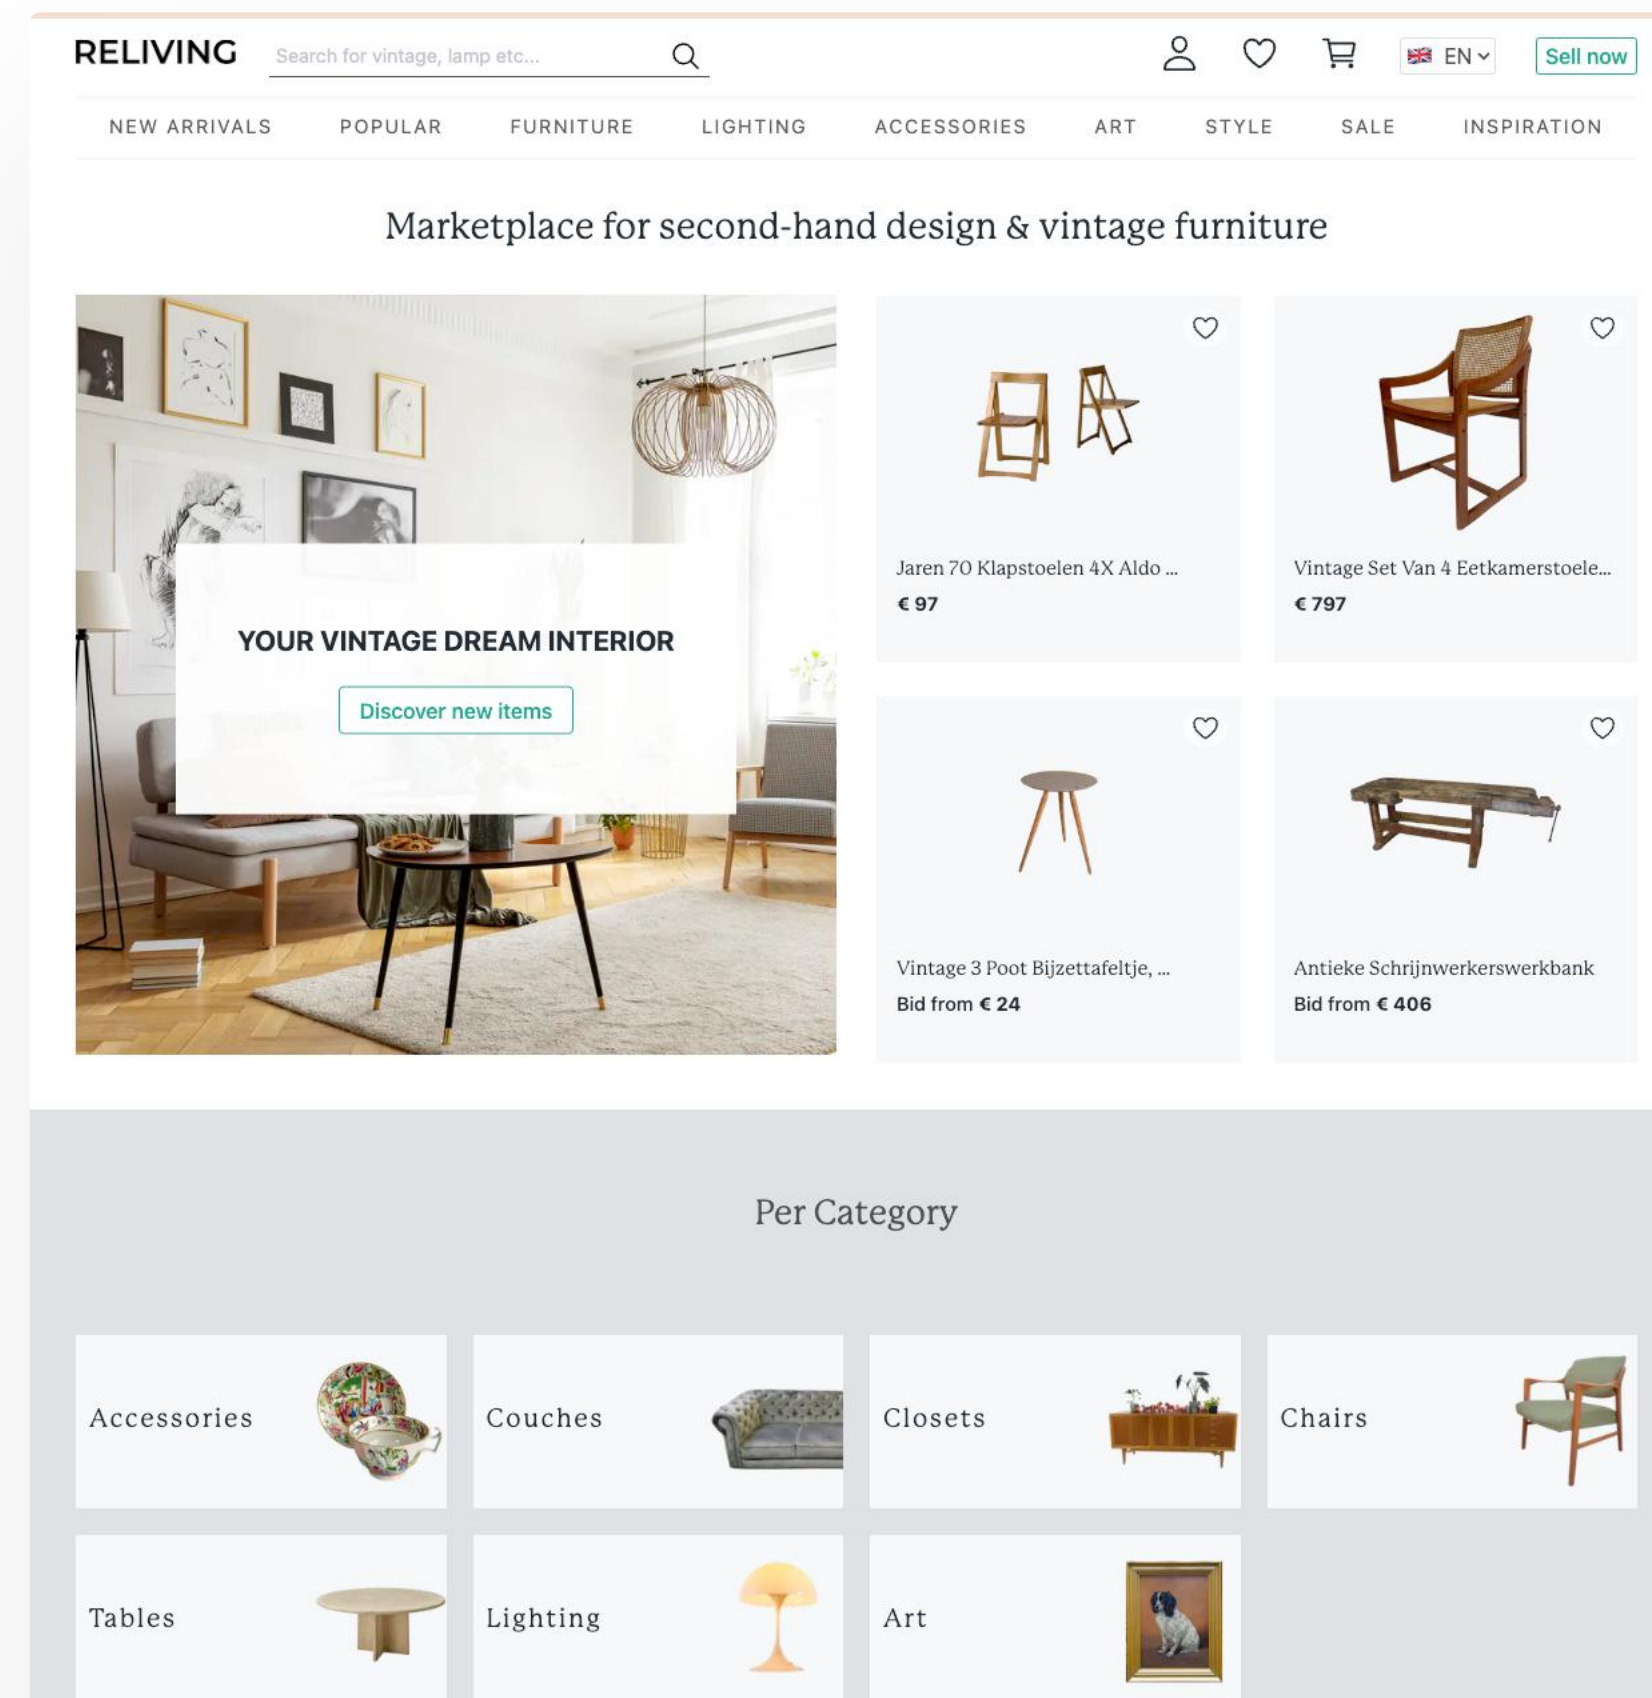 RELIVING
Search for vintage, lamp etc...
EN
Sell now
NEW ARRIVALS
POPULAR
FURNITURE
LIGHTING
ACCESSORIES
ART
STYLE
SALE
INSPIRATION
Marketplace for second-hand design & vintage furniture
YOUR VINTAGE DREAM INTERIOR
Discover new items
Jaren 70 Klapstoelen 4X Aldo ...
€ 97
Vintage Set Van 4 Eetkamerstoele...
€ 797
Vintage 3 Poot Bijzettafeltje, ...
Bid from € 24
Antieke Schrijnwerkerswerkbank
Bid from € 406
Per Category
Accessories
Couches
Closets
Chairs
Tables
Lighting
Art